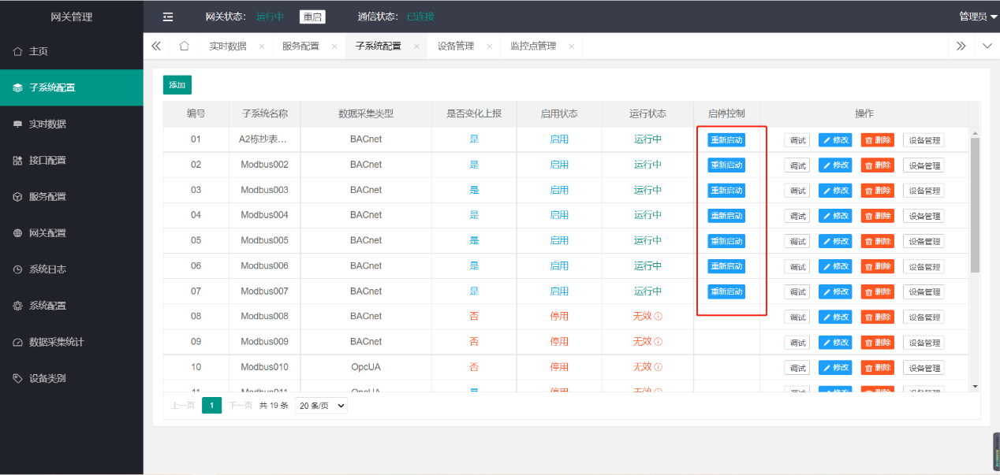 网关管理
网关状态： 运行中 重启 通信状态： 已连接 管理员
主页
子系统配置
实时数据
接口配置
服务配置
网关配置
系统日志
系统配置
数据采集统计
设备类别
实时数据 服务配置 子系统配置 设备管理 监控点管理
添加
编号 子系统名称 数据采集类型 是否变化上报 启用状态 运行状态 启停控制 操作
01 A2栋抄表... BACnet 是 启用 运行中 重新启动 调试 修改 删除 设备管理
02 Modbus002 BACnet 是 启用 运行中 重新启动 调试 修改 删除 设备管理
03 Modbus003 BACnet 是 启用 运行中 重新启动 调试 修改 删除 设备管理
04 Modbus004 BACnet 是 启用 运行中 重新启动 调试 修改 删除 设备管理
05 Modbus005 BACnet 是 启用 运行中 重新启动 调试 修改 删除 设备管理
06 Modbus006 BACnet 是 启用 运行中 重新启动 调试 修改 删除 设备管理
07 Modbus007 BACnet 是 启用 运行中 重新启动 调试 修改 删除 设备管理
08 Modbus008 BACnet 否 停用 无效 调试 修改 删除 设备管理
09 Modbus009 BACnet 否 停用 无效 调试 修改 删除 设备管理
10 Modbus010 OpcUA 否 停用 无效 调试 修改 删除 设备管理
11 Modbus011 OpcUA 是 停用 无效 调试 修改 删除 设备管理
上一页 1 下一页 共 19 条 20 条/页